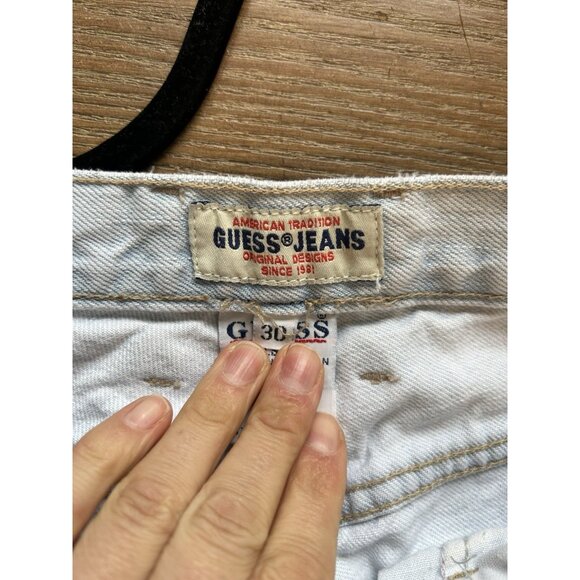 AMERICAN TRADITION
GUESS® JEANS
ORIGINAL DESIGNS
SINCE 1981
G 30 SS